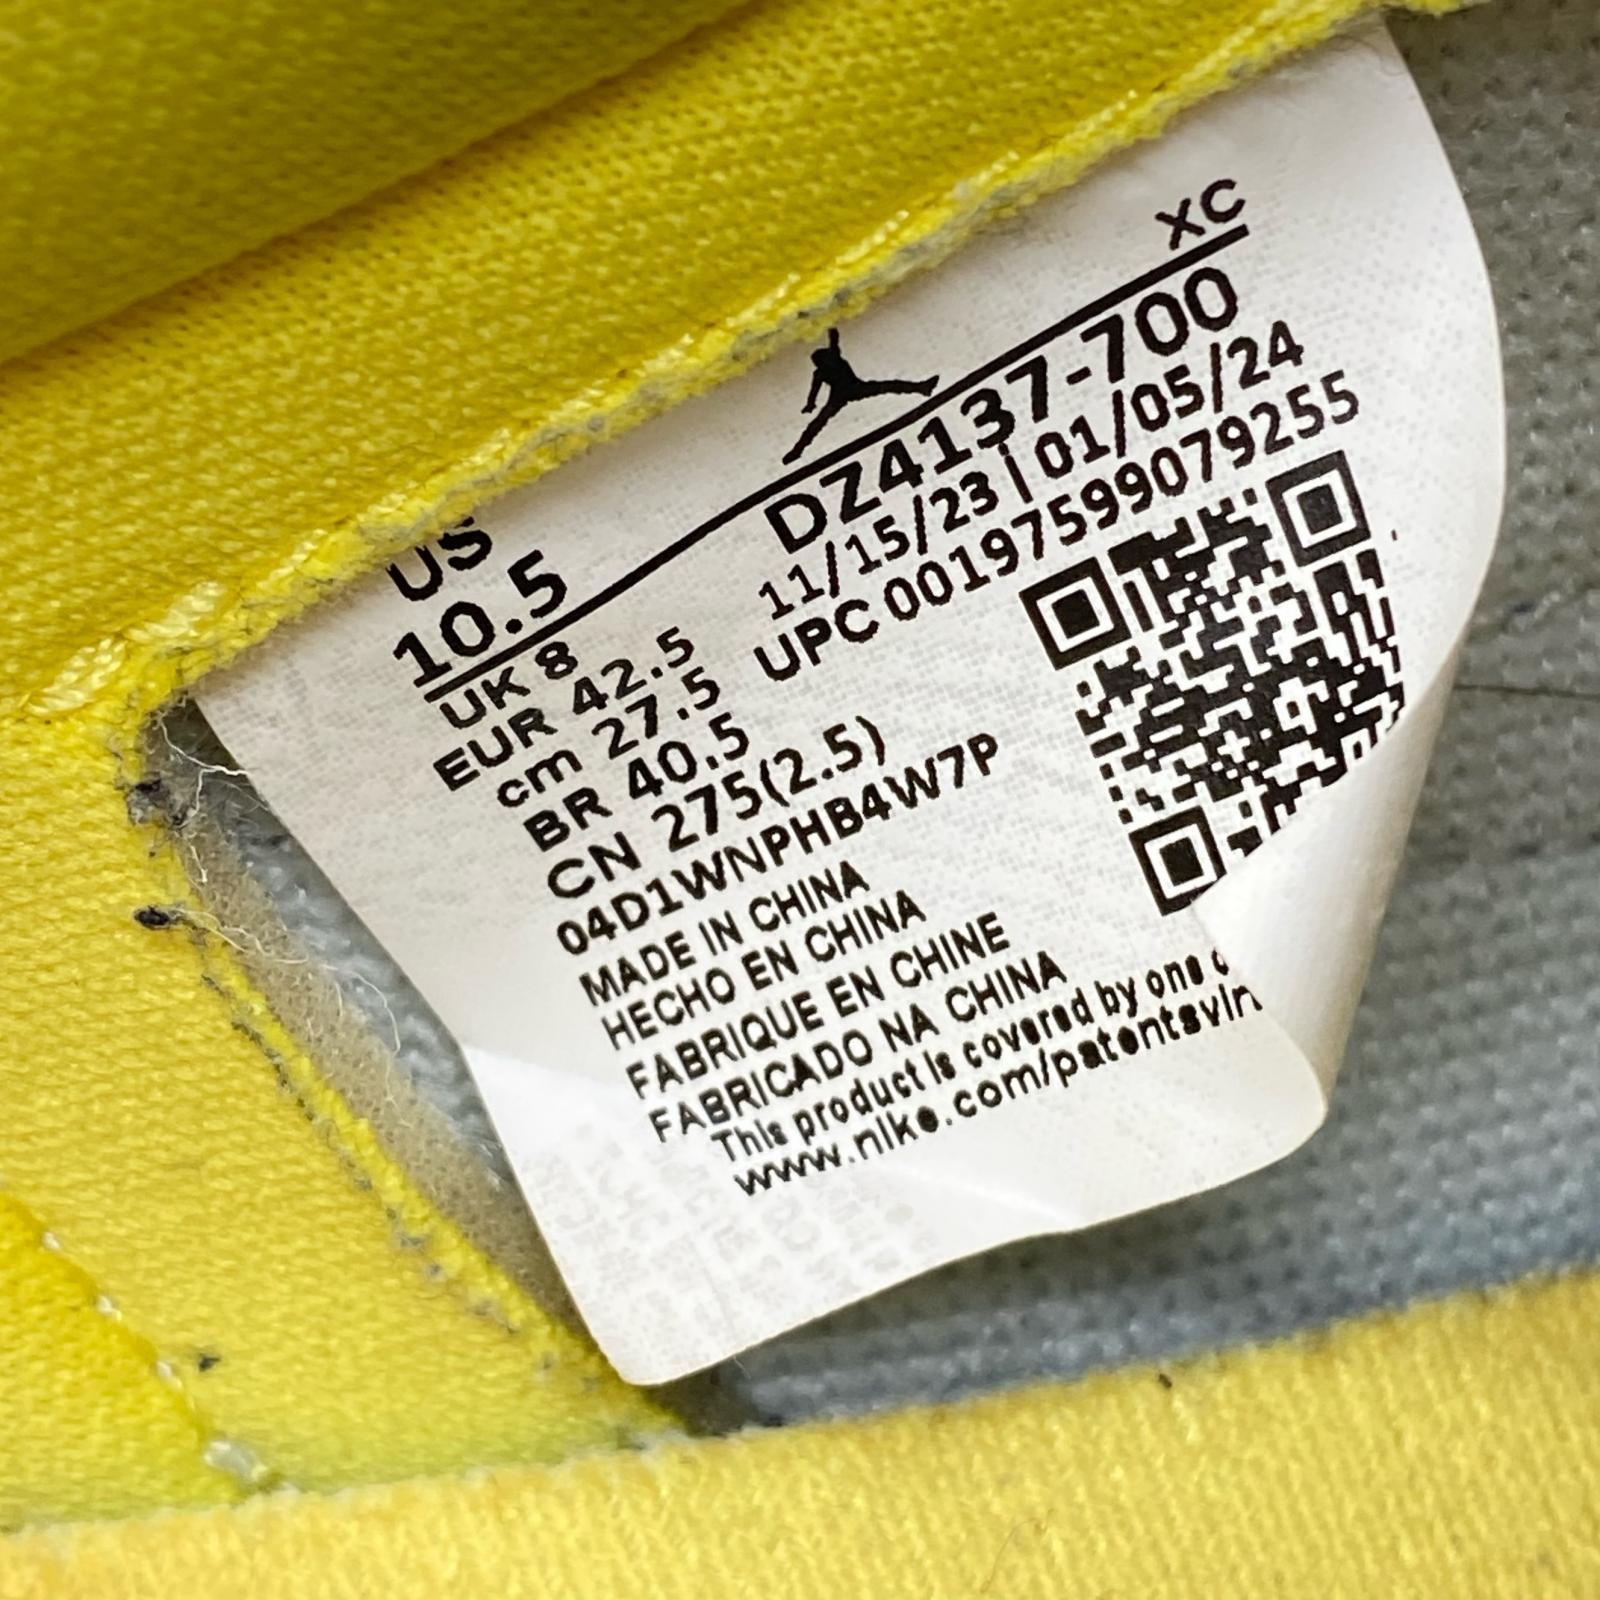 XC
US
10.5
DZ4137-700
11/15/23 | 01/05/24
UPC 00197599079255
UK 8
EUR 42.5
cm 27.5
BR 40.5
CN 275(2.5)
04D1WNPHB4W7P
MADE IN CHINA
HECHO EN CHINA
FABRIQUE EN CHINE
FABRICADO NA CHINA
This product is covered by one
www.nike.com/patents